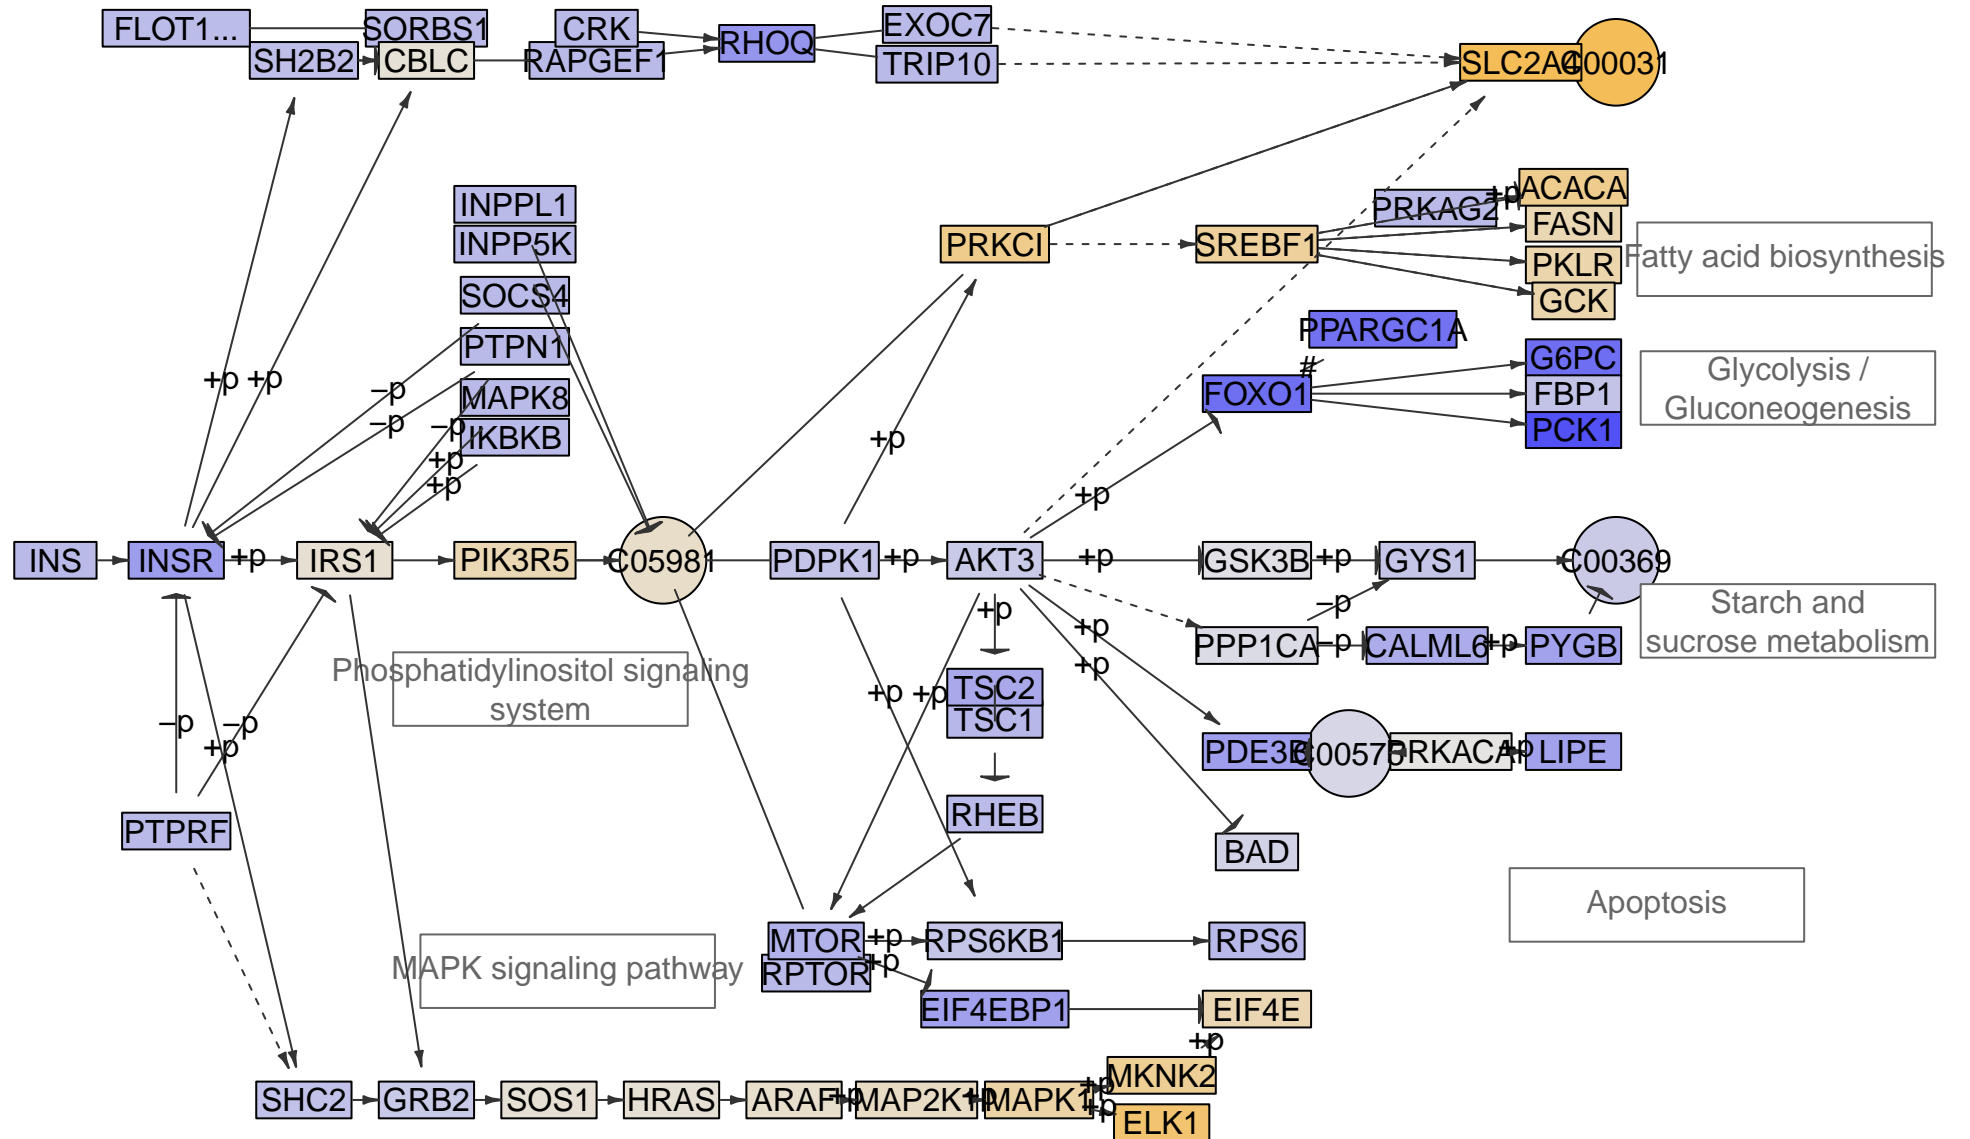 FLOT1...
SORBS1
CRK
EXOC7
SH2B2
CBLC
RAPGEF1
RHOQ
TRIP10
SLC2A4
C00031
INPPL1
INPP5K
PRKCI
SREBF1
PRKAG2
+p
ACACA
FASN
PKLR
GCK
Fatty acid biosynthesis
SOCS4
PTPN1
MAPK8
IKBKB
+p
+p
–p
–p
–p
+p
+p
+p
PPARGC1A
#
FOXO1
G6PC
FBP1
PCK1
Glycolysis /
Gluconeogenesis
+p
INS
INSR
+p
IRS1
PIK3R5
C05981
PDPK1
+p
AKT3
+p
GSK3B
+p
GYS1
C00369
–p
+p
+p
+p
PPP1CA
–p
CALML6
+p
PYGB
Starch and
sucrose metabolism
Phosphatidylinositol signaling
system
+p
+p
TSC2
TSC1
–p
–p
+p
PDE3B
C00575
PRKACA
+p
LIPE
PTPRF
RHEB
BAD
Apoptosis
MAPK signaling pathway
MTOR
+p
RPS6KB1
RPS6
RPTOR
+p
EIF4EBP1
EIF4E
+p
SHC2
GRB2
SOS1
HRAS
ARAF
+p
MAP2K1
+p
MAPK1
+p
+p
MKNK2
ELK1